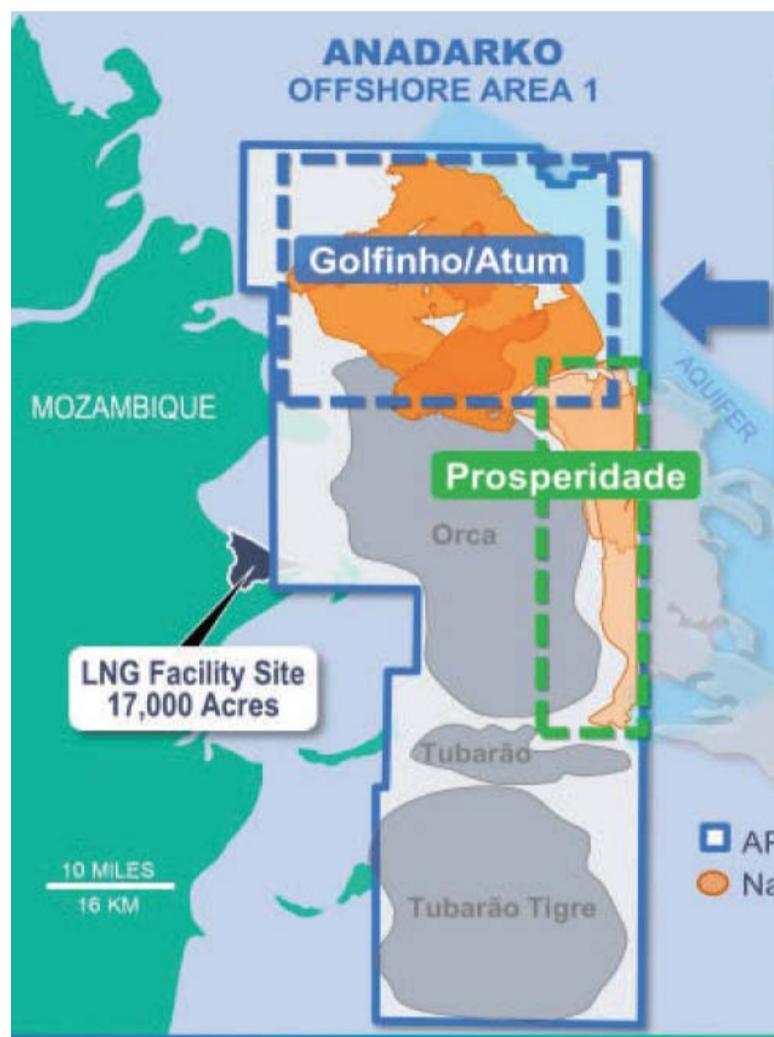 ANADARKO
OFFSHORE AREA 1
Golfinho/Atum
AQUIFER
MOZAMBIQUE
Prosperidade
Orca
LNG Facility Site
17,000 Acres
Tubarão
10 MILES
16 KM
Tubarão Tigre